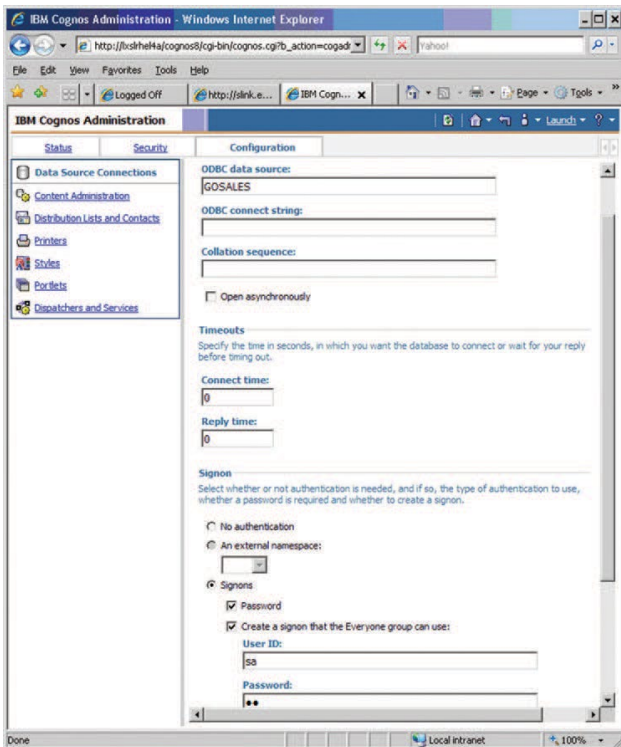 IBM Cognos Administration - Windows Internet Explorer
http://lxslrhel4a/cognos8/cgi-bin/cognos.cgi?b_action=cogadr
Yahoo!
File Edit View Favorites Tools Help
Logged Off http://slink.e... IBM Cogn... Page Tools
IBM Cognos Administration Launch
Status Security Configuration
Data Source Connections
Content Administration
Distribution Lists and Contacts
Printers
Styles
Portlets
Dispatchers and Services
ODBC data source:
GOSALES
ODBC connect string:
Collation sequence:
Open asynchronously
Timeouts
Specify the time in seconds, in which you want the database to connect or wait for your reply
before timing out.
Connect time:
0
Reply time:
0
Signon
Select whether or not authentication is needed, and if so, the type of authentication to use,
whether a password is required and whether to create a signon.
No authentication
An external namespace:
Signons
Password
Create a signon that the Everyone group can use:
User ID:
sa
Password:
••
Done Local intranet 100%